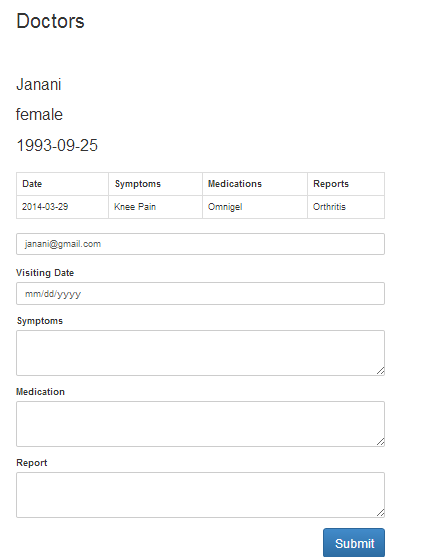 Doctors
Janani
female
1993-09-25
Date Symptoms Medications Reports
2014-03-29 Knee Pain Omnigel Orthritis
janani@gmail.com
Visiting Date
mm/dd/yyyy
Symptoms
Medication
Report
Submit